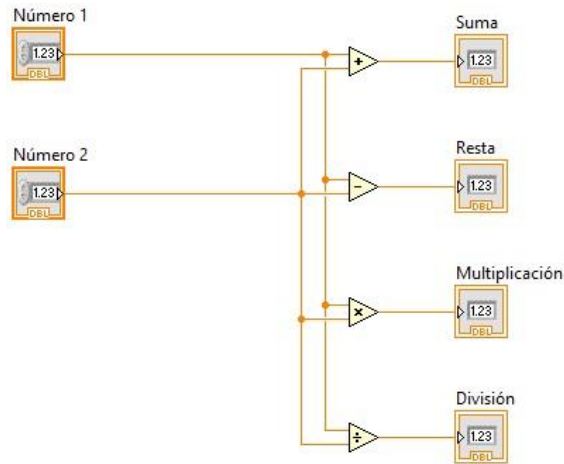 Número 1
1.23
DBL
+
Suma
1.23
DBL
Número 2
1.23
DBL
−
Resta
1.23
DBL
×
Multiplicación
1.23
DBL
÷
División
1.23
DBL